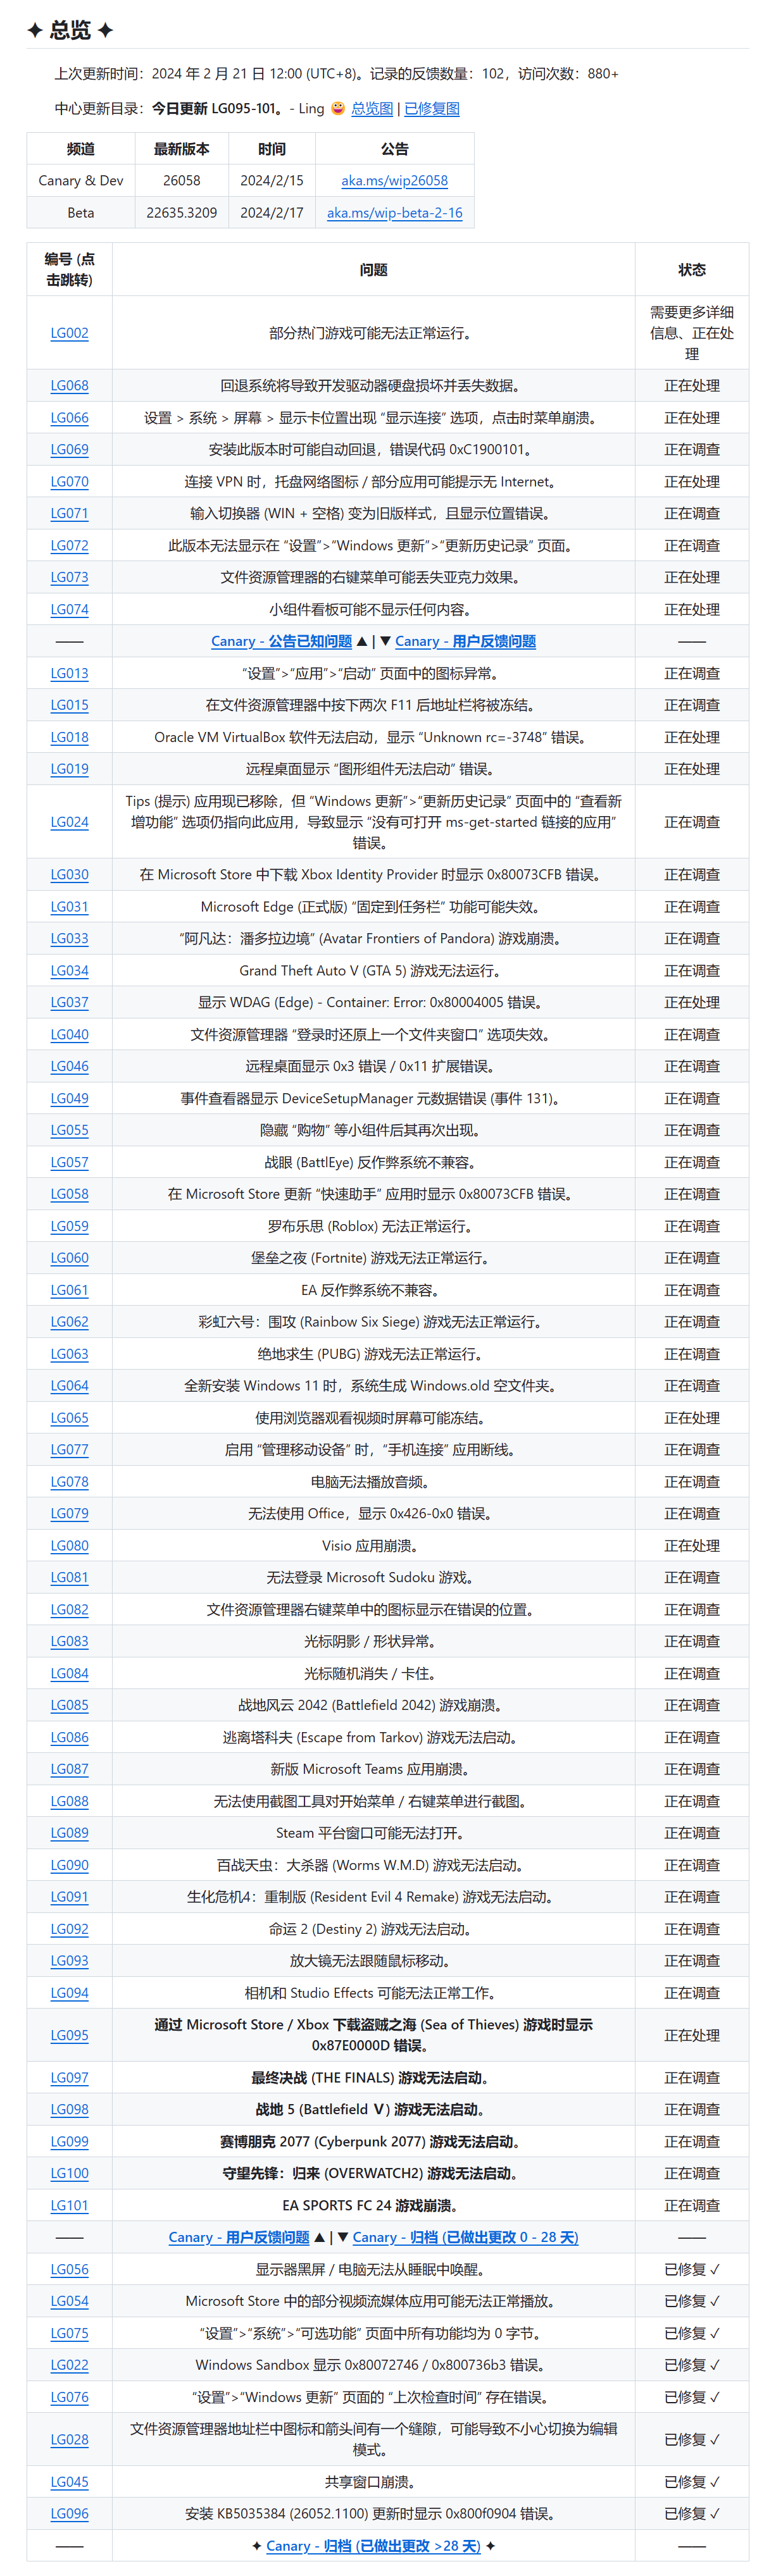 ✦ 总览 ✦
上次更新时间：2024 年 2 月 21 日 12:00 (UTC+8)。记录的反馈数量：102，访问次数：880+
中心更新目录：今日更新 LG095-101。- Ling 😀 总览图 | 已修复图
频道 最新版本 时间 公告
Canary & Dev 26058 2024/2/15 aka.ms/wip26058
Beta 22635.3209 2024/2/17 aka.ms/wip-beta-2-16
编号 (点
击跳转) 问题 状态
LG002 部分热门游戏可能无法正常运行。 需要更多详细
信息、正在处
理
LG068 回退系统将导致开发驱动器硬盘损坏并丢失数据。 正在处理
LG066 设置 > 系统 > 屏幕 > 显示卡位置出现 “显示连接” 选项，点击时菜单崩溃。 正在处理
LG069 安装此版本时可能自动回退，错误代码 0xC1900101。 正在调查
LG070 连接 VPN 时，托盘网络图标 / 部分应用可能提示无 Internet。 正在处理
LG071 输入切换器 (WIN + 空格) 变为旧版样式，且显示位置错误。 正在调查
LG072 此版本无法显示在 “设置”>“Windows 更新”>“更新历史记录” 页面。 正在调查
LG073 文件资源管理器的右键菜单可能丢失亚克力效果。 正在处理
LG074 小组件看板可能不显示任何内容。 正在处理
—— Canary - 公告已知问题 ▲ | ▼ Canary - 用户反馈问题 ——
LG013 “设置”>“应用”>“启动” 页面中的图标异常。 正在调查
LG015 在文件资源管理器中按下两次 F11 后地址栏将被冻结。 正在调查
LG018 Oracle VM VirtualBox 软件无法启动，显示 “Unknown rc=-3748” 错误。 正在处理
LG019 远程桌面显示 “图形组件无法启动” 错误。 正在处理
LG024 Tips (提示) 应用现已移除，但 “Windows 更新”>“更新历史记录” 页面中的 “查看新
增功能” 选项仍指向此应用，导致显示 “没有可打开 ms-get-started 链接的应用”
错误。 正在调查
LG030 在 Microsoft Store 中下载 Xbox Identity Provider 时显示 0x80073CFB 错误。 正在调查
LG031 Microsoft Edge (正式版) “固定到任务栏” 功能可能失效。 正在调查
LG033 “阿凡达：潘多拉边境” (Avatar Frontiers of Pandora) 游戏崩溃。 正在调查
LG034 Grand Theft Auto V (GTA 5) 游戏无法运行。 正在调查
LG037 显示 WDAG (Edge) - Container: Error: 0x80004005 错误。 正在处理
LG040 文件资源管理器 “登录时还原上一个文件夹窗口” 选项失效。 正在调查
LG046 远程桌面显示 0x3 错误 / 0x11 扩展错误。 正在调查
LG049 事件查看器显示 DeviceSetupManager 元数据错误 (事件 131)。 正在调查
LG055 隐藏 “购物” 等小组件后其再次出现。 正在调查
LG057 战眼 (BattlEye) 反作弊系统不兼容。 正在调查
LG058 在 Microsoft Store 更新 “快速助手” 应用时显示 0x80073CFB 错误。 正在调查
LG059 罗布乐思 (Roblox) 无法正常运行。 正在调查
LG060 堡垒之夜 (Fortnite) 游戏无法正常运行。 正在调查
LG061 EA 反作弊系统不兼容。 正在调查
LG062 彩虹六号：围攻 (Rainbow Six Siege) 游戏无法正常运行。 正在调查
LG063 绝地求生 (PUBG) 游戏无法正常运行。 正在调查
LG064 全新安装 Windows 11 时，系统生成 Windows.old 空文件夹。 正在调查
LG065 使用浏览器观看视频时屏幕可能冻结。 正在处理
LG077 启用 “管理移动设备” 时，“手机连接” 应用断线。 正在调查
LG078 电脑无法播放音频。 正在调查
LG079 无法使用 Office，显示 0x426-0x0 错误。 正在调查
LG080 Visio 应用崩溃。 正在处理
LG081 无法登录 Microsoft Sudoku 游戏。 正在调查
LG082 文件资源管理器右键菜单中的图标显示在错误的位置。 正在调查
LG083 光标阴影 / 形状异常。 正在调查
LG084 光标随机消失 / 卡住。 正在调查
LG085 战地风云 2042 (Battlefield 2042) 游戏崩溃。 正在调查
LG086 逃离塔科夫 (Escape from Tarkov) 游戏无法启动。 正在调查
LG087 新版 Microsoft Teams 应用崩溃。 正在调查
LG088 无法使用截图工具对开始菜单 / 右键菜单进行截图。 正在调查
LG089 Steam 平台窗口可能无法打开。 正在调查
LG090 百战天虫：大杀器 (Worms W.M.D) 游戏无法启动。 正在调查
LG091 生化危机4：重制版 (Resident Evil 4 Remake) 游戏无法启动。 正在调查
LG092 命运 2 (Destiny 2) 游戏无法启动。 正在调查
LG093 放大镜无法跟随鼠标移动。 正在调查
LG094 相机和 Studio Effects 可能无法正常工作。 正在调查
LG095 通过 Microsoft Store / Xbox 下载盗贼之海 (Sea of Thieves) 游戏时显示
0x87E0000D 错误。 正在处理
LG097 最终决战 (THE FINALS) 游戏无法启动。 正在调查
LG098 战地 5 (Battlefield Ⅴ) 游戏无法启动。 正在调查
LG099 赛博朋克 2077 (Cyberpunk 2077) 游戏无法启动。 正在调查
LG100 守望先锋：归来 (OVERWATCH2) 游戏无法启动。 正在调查
LG101 EA SPORTS FC 24 游戏崩溃。 正在调查
—— Canary - 用户反馈问题 ▲ | ▼ Canary - 归档 (已做出更改 0 - 28 天) ——
LG056 显示器黑屏 / 电脑无法从睡眠中唤醒。 已修复 ✓
LG054 Microsoft Store 中的部分视频流媒体应用可能无法正常播放。 已修复 ✓
LG075 “设置”>“系统”>“可选功能” 页面中所有功能均为 0 字节。 已修复 ✓
LG022 Windows Sandbox 显示 0x80072746 / 0x800736b3 错误。 已修复 ✓
LG076 “设置”>“Windows 更新” 页面的 “上次检查时间” 存在错误。 已修复 ✓
LG028 文件资源管理器地址栏中图标和箭头间有一个缝隙，可能导致不小心切换为编辑
模式。 已修复 ✓
LG045 共享窗口崩溃。 已修复 ✓
LG096 安装 KB5035384 (26052.1100) 更新时显示 0x800f0904 错误。 已修复 ✓
—— ✦ Canary - 归档 (已做出更改 >28 天) ✦ ——